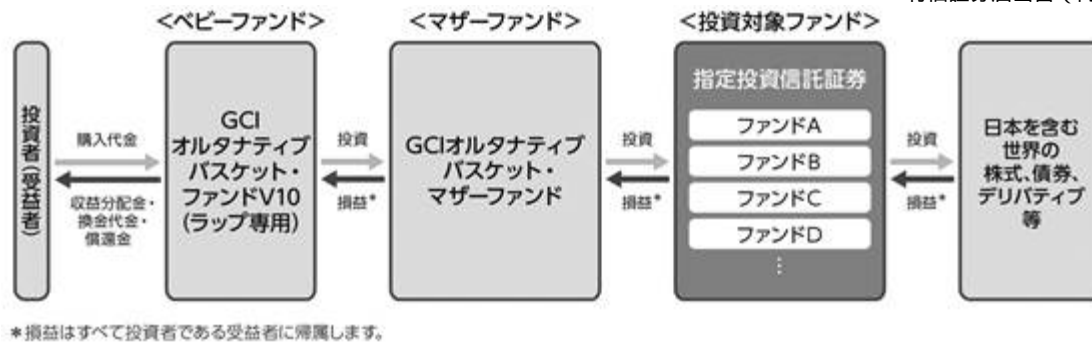 <ベビーファンド>
<マザーファンド>
<投資対象ファンド>
投資者(受益者)
購入代金
収益分配金・
換金代金・
償還金
GCI
オルタナティブ
バスケット・
ファンドV10
(ラップ専用)
投資
損益*
GCIオルタナティブ
バスケット・
マザーファンド
投資
損益*
指定投資信託証券
ファンドA
ファンドB
ファンドC
ファンドD
⋮
投資
損益*
日本を含む
世界の
株式、債券、
デリバティブ
等
*損益はすべて投資者である受益者に帰属します。